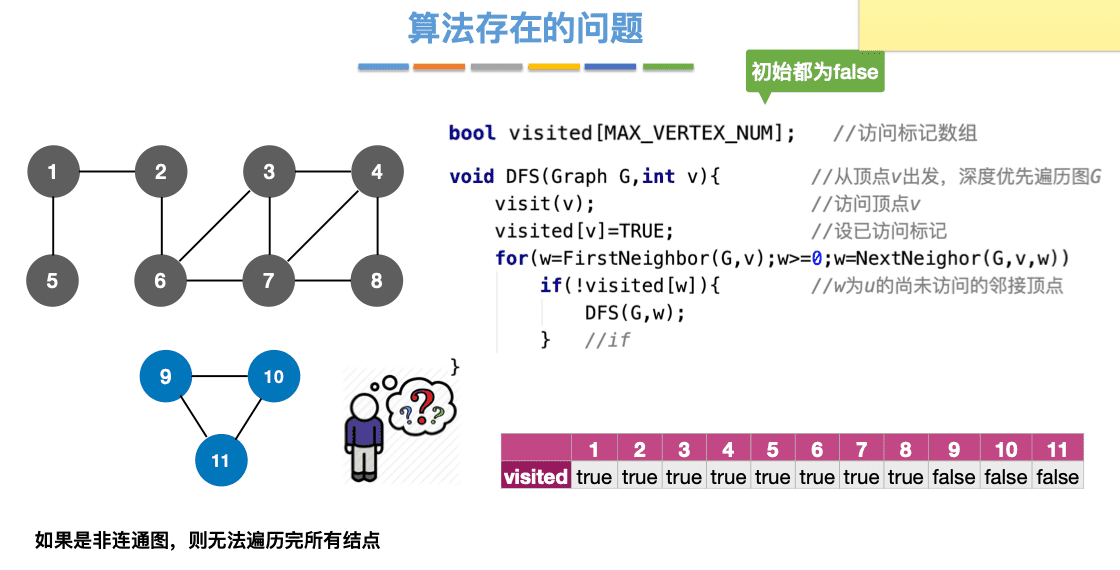 算法存在的问题
初始都为false
bool visited[MAX_VERTEX_NUM]; //访问标记数组
void DFS(Graph G,int v){ //从顶点v出发，深度优先遍历图G
visit(v); //访问顶点v
visited[v]=TRUE; //设已访问标记
for(w=FirstNeighbor(G,v);w>=0;w=NextNeighor(G,v,w))
if(!visited[w]){ //w为u的尚未访问的邻接顶点
DFS(G,w);
} //if
}
1 2 3 4
5 6 7 8
9 10
11
? ? ?
1 2 3 4 5 6 7 8 9 10 11
visited true true true true true true true true false false false
如果是非连通图，则无法遍历完所有结点